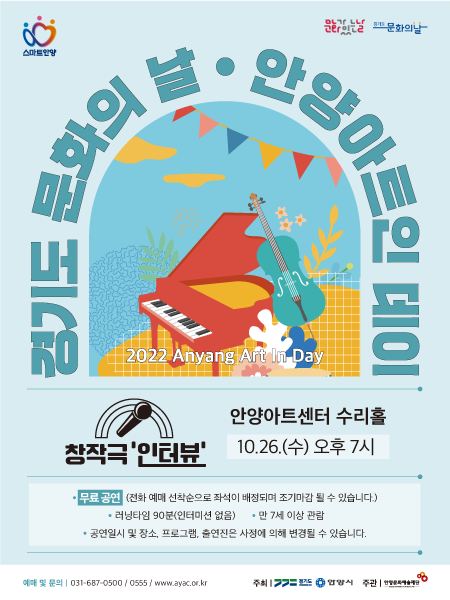 스마트안양
문화가 있는 날
경기도 문화의날
경기도 문화의 날 • 안양아트인 데이
2022 Anyang Art In Day
창작극 '인터뷰'
안양아트센터 수리홀
10.26.(수) 오후 7시
• 무료 공연 (전화 예매 선착순으로 좌석이 배정되며 조기마감 될 수 있습니다.)
• 러닝타임 90분(인터미션 없음) • 만 7세 이상 관람
• 공연일시 및 장소, 프로그램, 출연진은 사정에 의해 변경될 수 있습니다.
예매 및 문의 | 031-687-0500 / 0555 / www.ayac.or.kr 주최 | 경기도 안양시 주관 | 안양문화예술재단